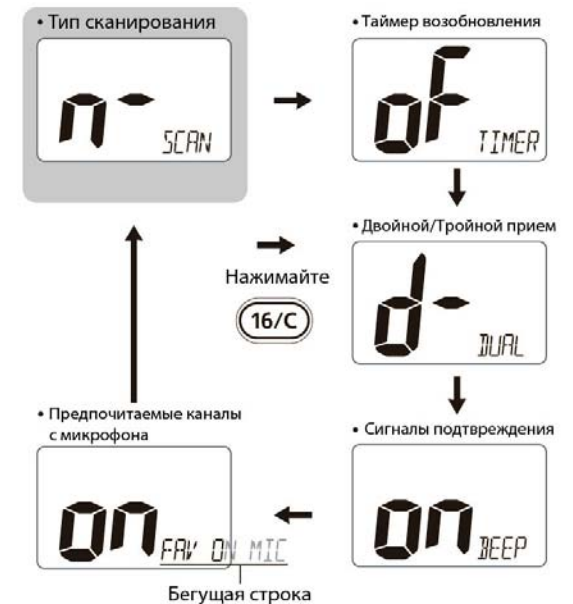 • Тип сканирования
n-
SCAN
• Таймер возобновления
oF
TIMER
• Двойной/Тройной прием
d-
DUAL
Нажимайте
16/C
• Предпочитаемые каналы
с микрофона
on
FAV ON MIC
Бегущая строка
• Сигналы подтвреждения
on
BEEP